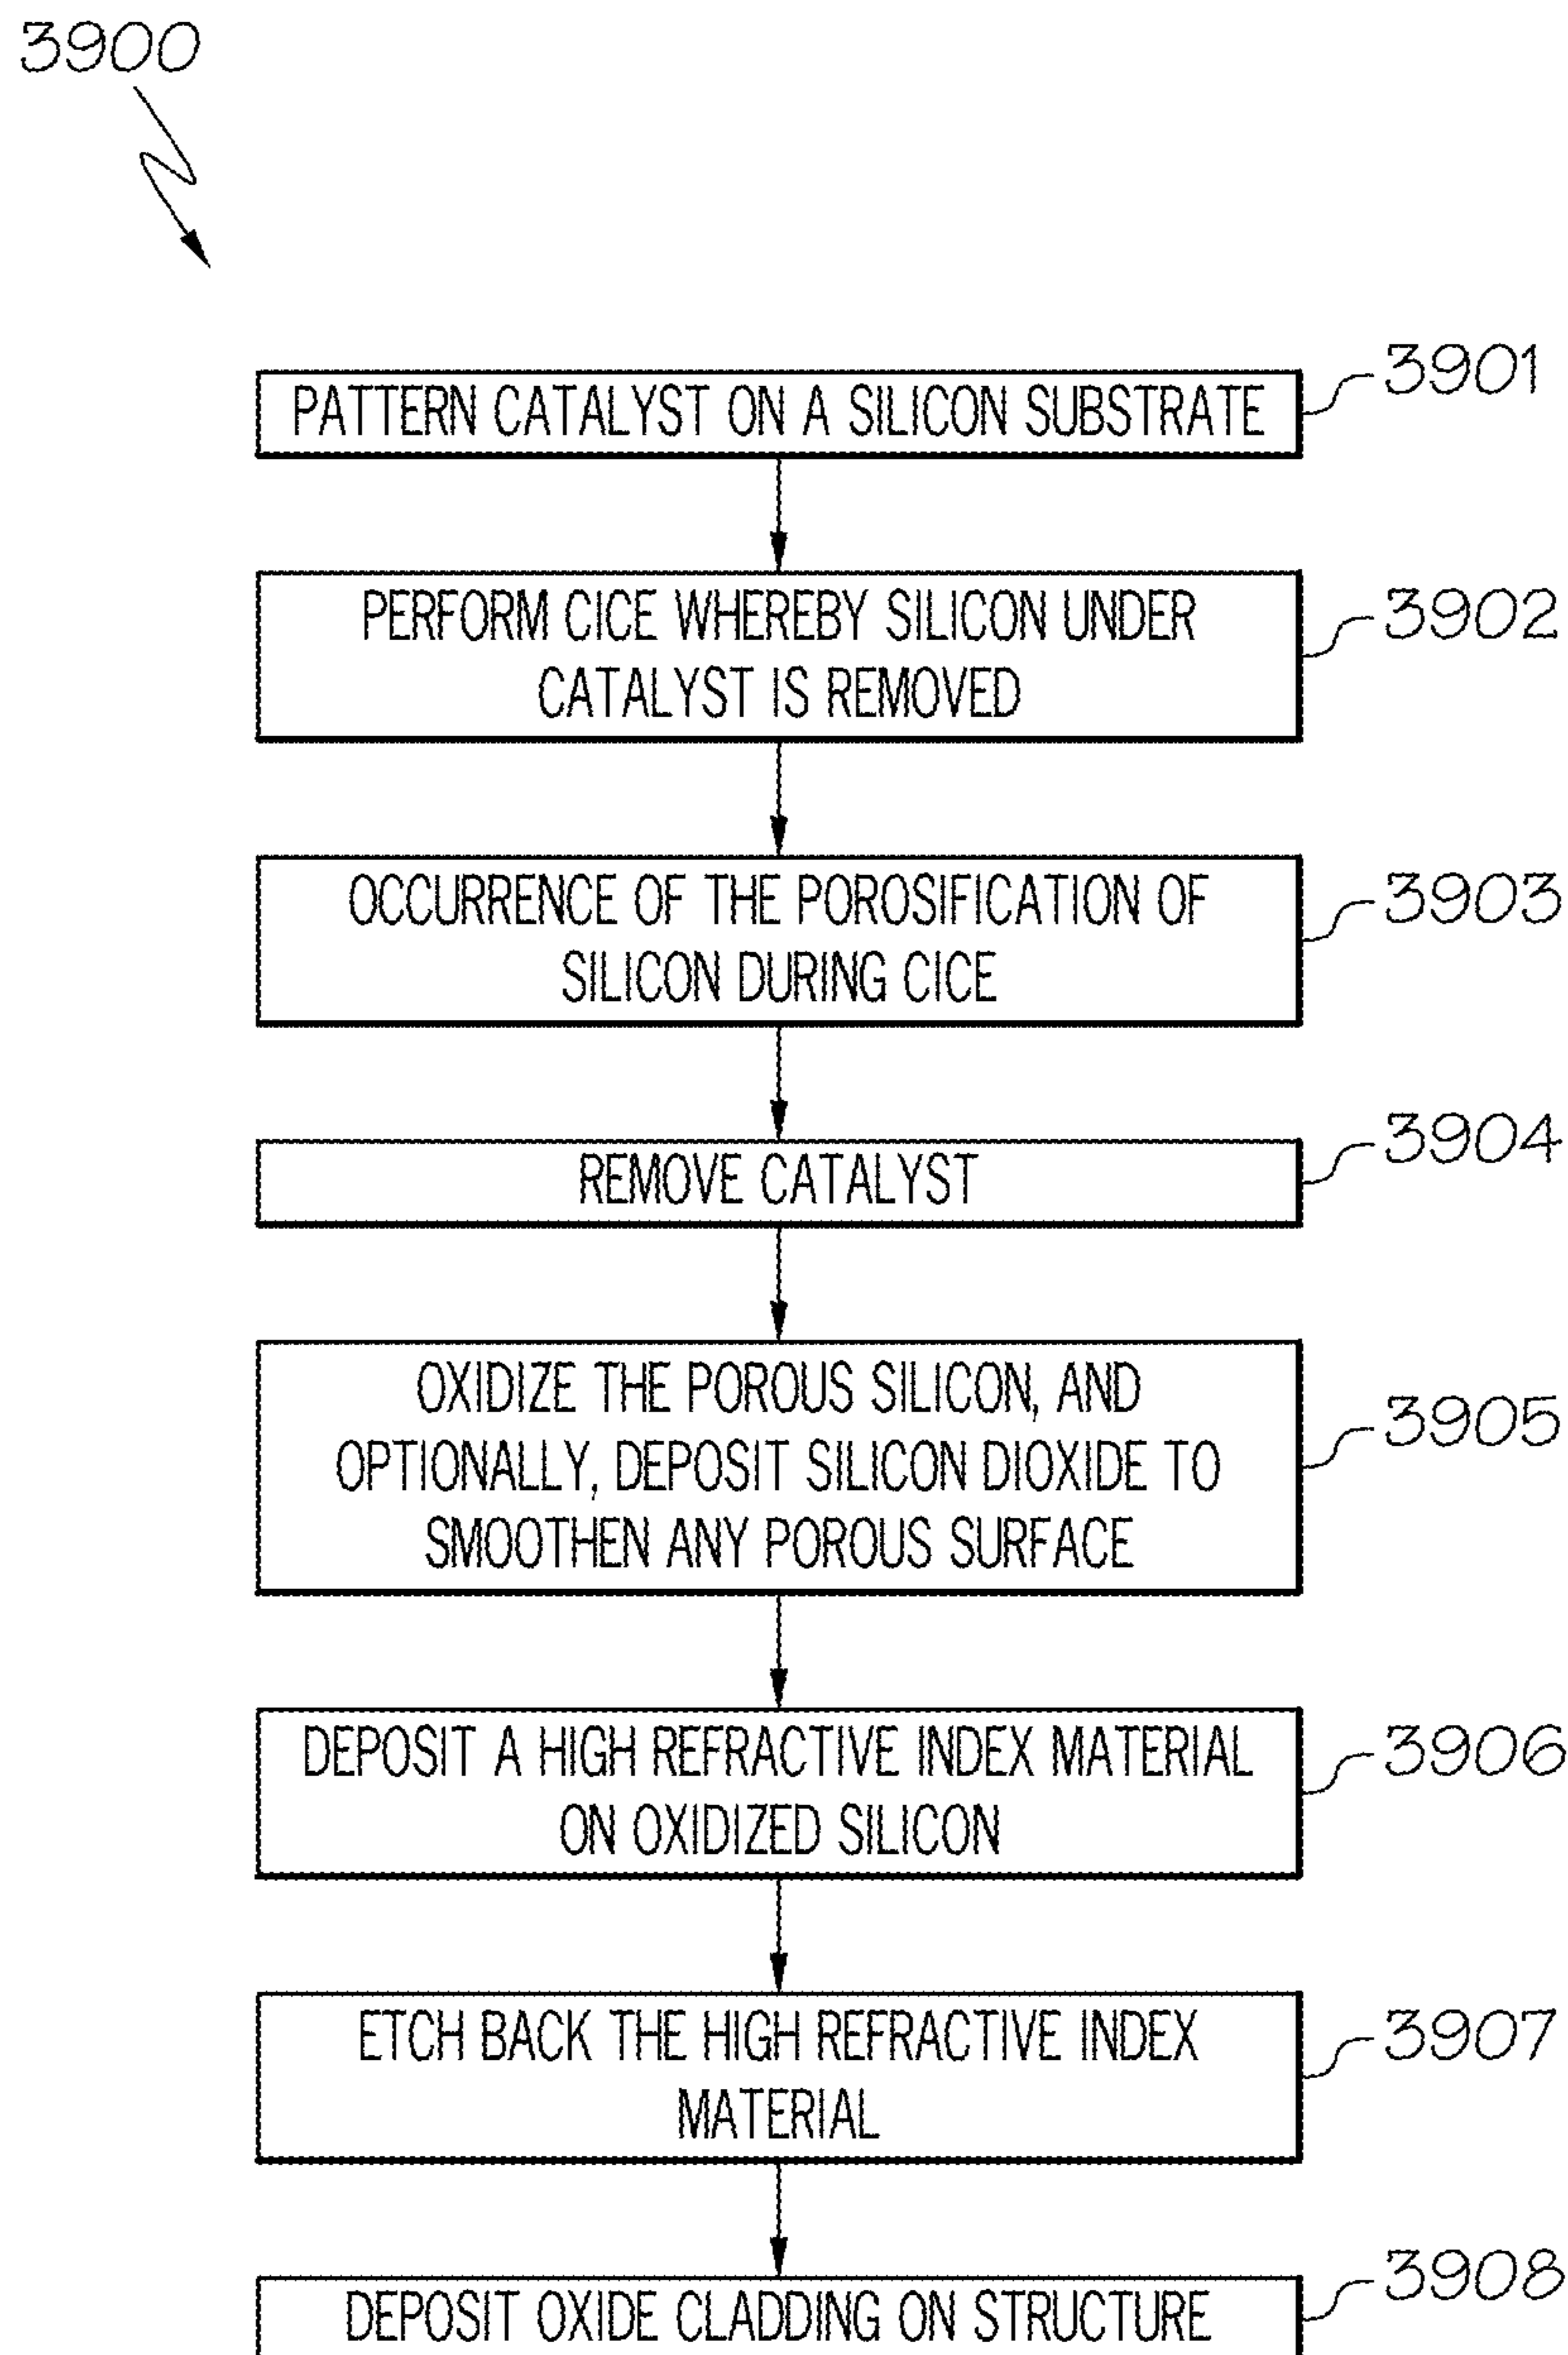 3900
PATTERN CATALYST ON A SILICON SUBSTRATE
3901
PERFORM CICE WHEREBY SILICON UNDER
CATALYST IS REMOVED
3902
OCCURRENCE OF THE POROSIFICATION OF
SILICON DURING CICE
3903
REMOVE CATALYST
3904
OXIDIZE THE POROUS SILICON, AND
OPTIONALLY, DEPOSIT SILICON DIOXIDE TO
SMOOTHEN ANY POROUS SURFACE
3905
DEPOSIT A HIGH REFRACTIVE INDEX MATERIAL
ON OXIDIZED SILICON
3906
ETCH BACK THE HIGH REFRACTIVE INDEX
MATERIAL
3907
DEPOSIT OXIDE CLADDING ON STRUCTURE
3908